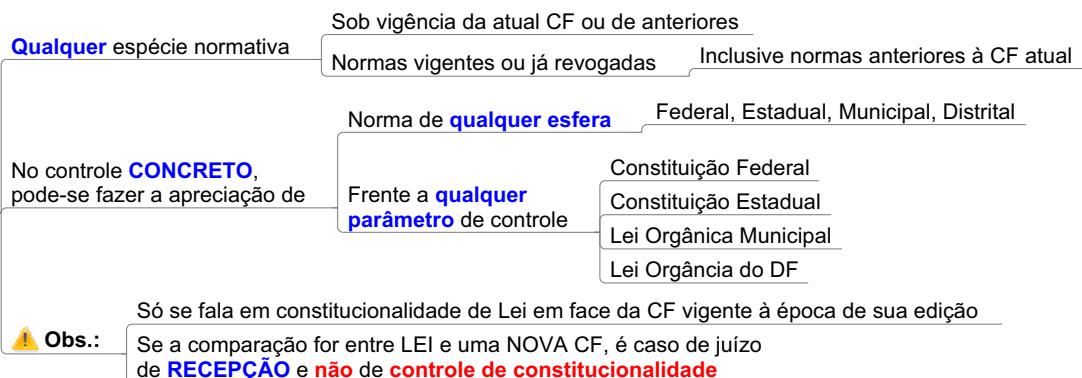 Qualquer espécie normativa
Sob vigência da atual CF ou de anteriores
Normas vigentes ou já revogadas
Inclusive normas anteriores à CF atual
No controle CONCRETO,
pode-se fazer a apreciação de
Norma de qualquer esfera
Federal, Estadual, Municipal, Distrital
Frente a qualquer
parâmetro de controle
Constituição Federal
Constituição Estadual
Lei Orgânica Municipal
Lei Orgância do DF
Obs.:
Só se fala em constitucionalidade de Lei em face da CF vigente à época de sua edição
Se a comparação for entre LEI e uma NOVA CF, é caso de juízo
de RECEPÇÃO e não de controle de constitucionalidade